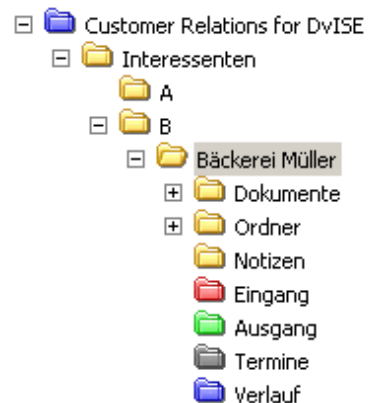 Customer Relations for DvISE
Interessenten
A
B
Bäckerei Müller
Dokumente
Ordner
Notizen
Eingang
Ausgang
Termine
Verlauf